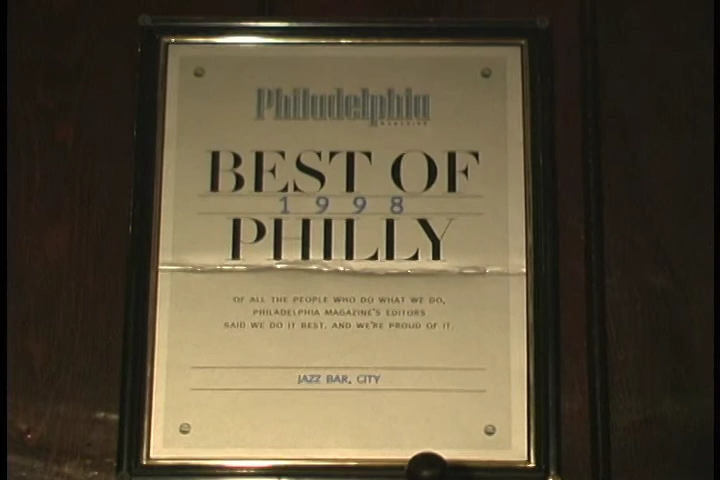 Philadelphia
MAGAZINE
BEST OF
1998
PHILLY
OF ALL THE PEOPLE WHO DO WHAT WE DO,
PHILADELPHIA MAGAZINE'S EDITORS
SAID WE DO IT BEST. AND WE'RE PROUD OF IT.
JAZZ BAR, CITY